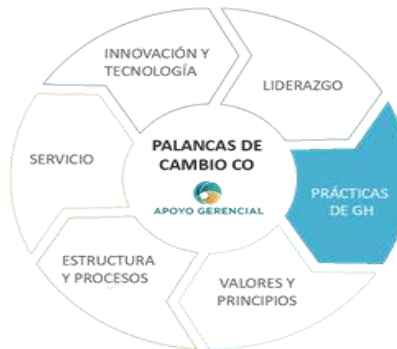 INNOVACIÓN Y
TECNOLOGÍA
LIDERAZGO
PALANCAS DE
CAMBIO CO
APOYO GERENCIAL
SERVICIO
PRÁCTICAS
DE GH
ESTRUCTURA
Y PROCESOS
VALORES Y
PRINCIPIOS